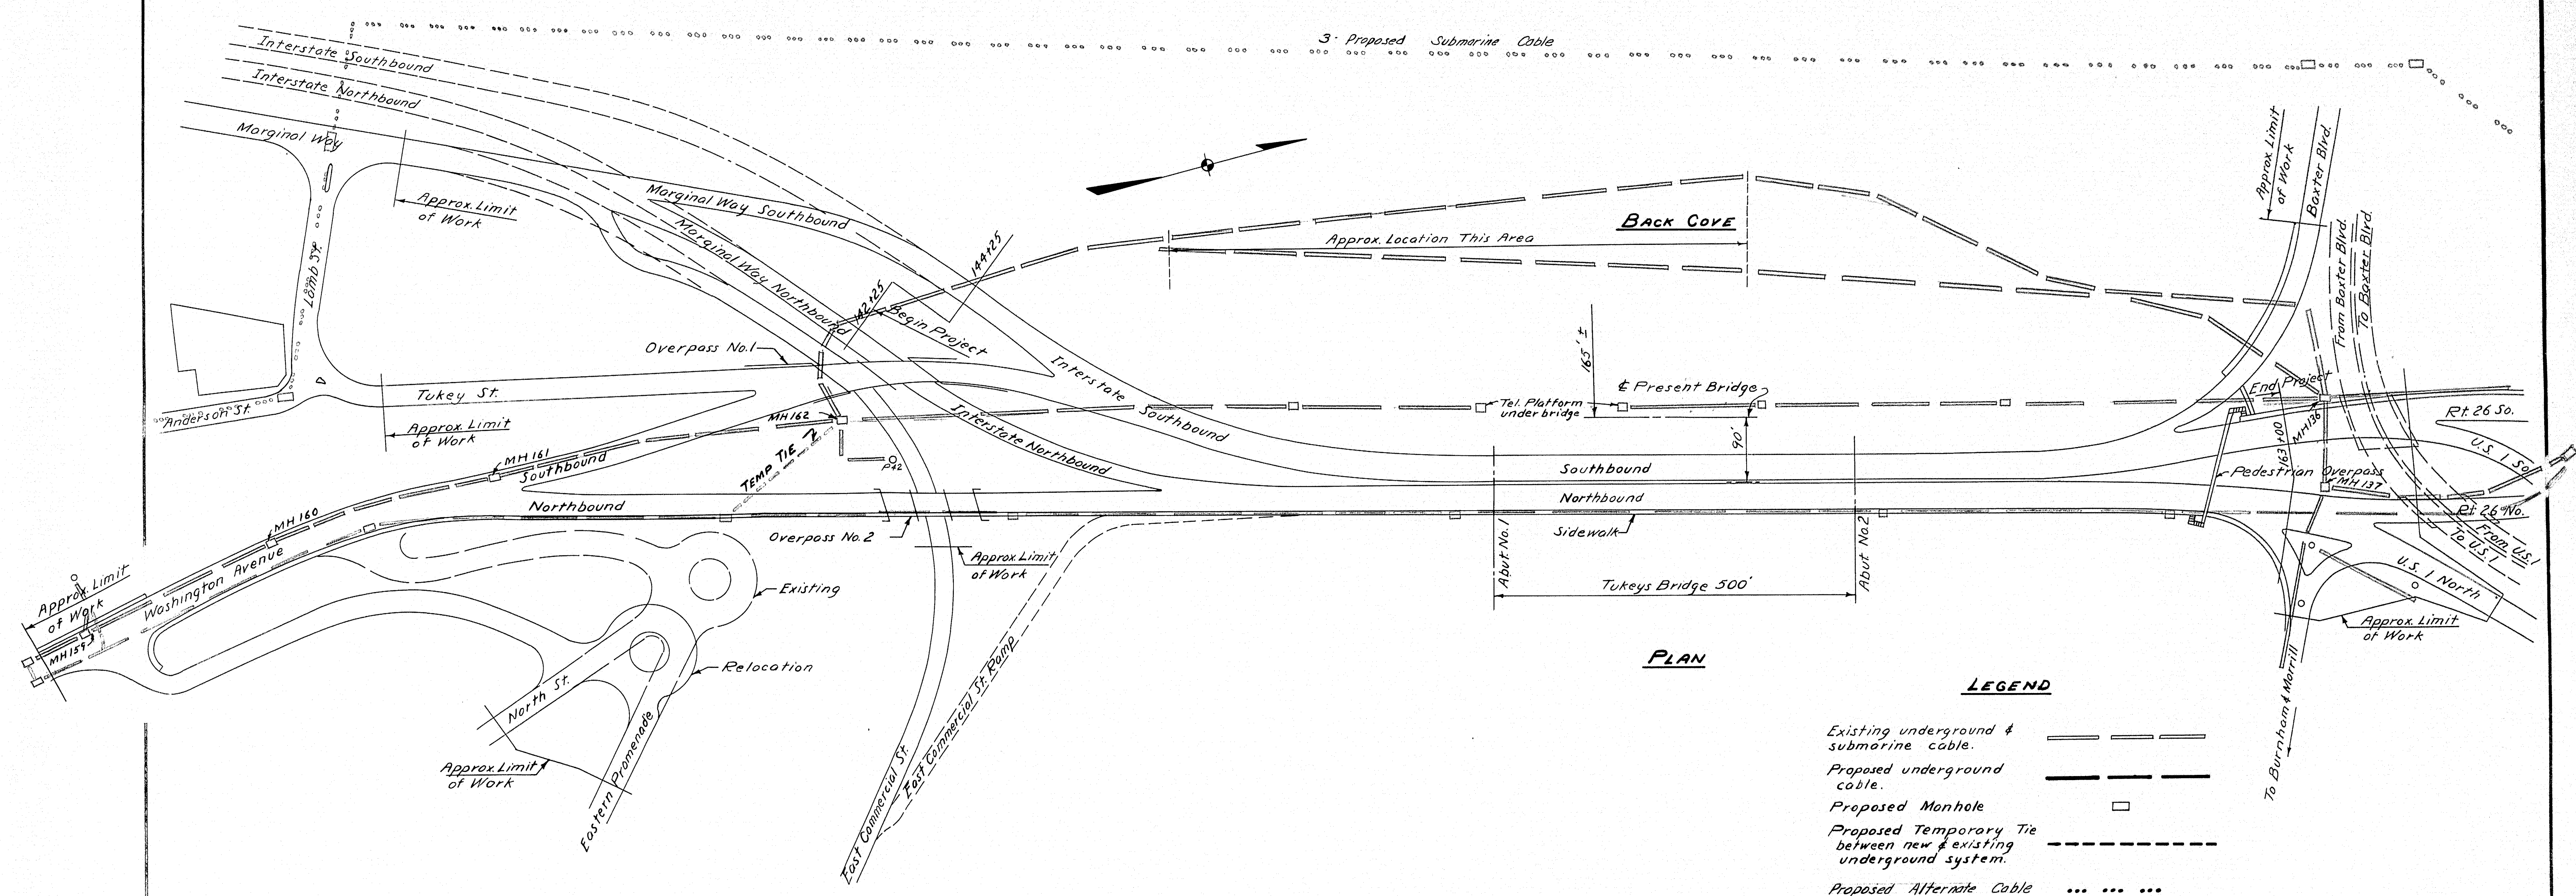 3- Proposed Submarine Cable
Interstate Southbound
Interstate Northbound
Marginal Way
Approx. Limit
of Work
Lamb St.
Marginal Way Southbound
Marginal Way Northbound
142+25
144+25
Begin Project
BACK COVE
Approx. Location This Area
Approx. Limit
of Work
Baxter Blvd.
From Baxter Blvd.
To Baxter Blvd.
Overpass No.1
Tukey St.
Anderson St.
Approx. Limit
of Work
MH 162
MH 161
Southbound
TEMP TIE 2
P42
Interstate Southbound
Interstate Northbound
165' ±
℄ Present Bridge
Tel. Platform
under bridge
90'
End Project
MH136
163+00
Rt. 26 So.
U.S. 1 So.
Pedestrian Overpass
MH 137
Rt. 26 No.
From U.S.1
To U.S.1
U.S. 1 North
Approx. Limit
of Work
To Burnham & Morrill
Southbound
Northbound
Northbound
Sidewalk
Abut. No.1
Abut. No.2
Tukeys Bridge 500'
MH 160
Washington Avenue
Approx. Limit
of Work
MH159
Overpass No. 2
Approx. Limit
of Work
Existing
Relocation
North St.
Approx. Limit
of Work
Eastern Promenade
East Commercial St.
East Commercial St. Ramp
PLAN
LEGEND
Existing underground &
submarine cable.
Proposed underground
cable.
Proposed Manhole
Proposed Temporary Tie
between new & existing
underground system.
Proposed Alternate Cable